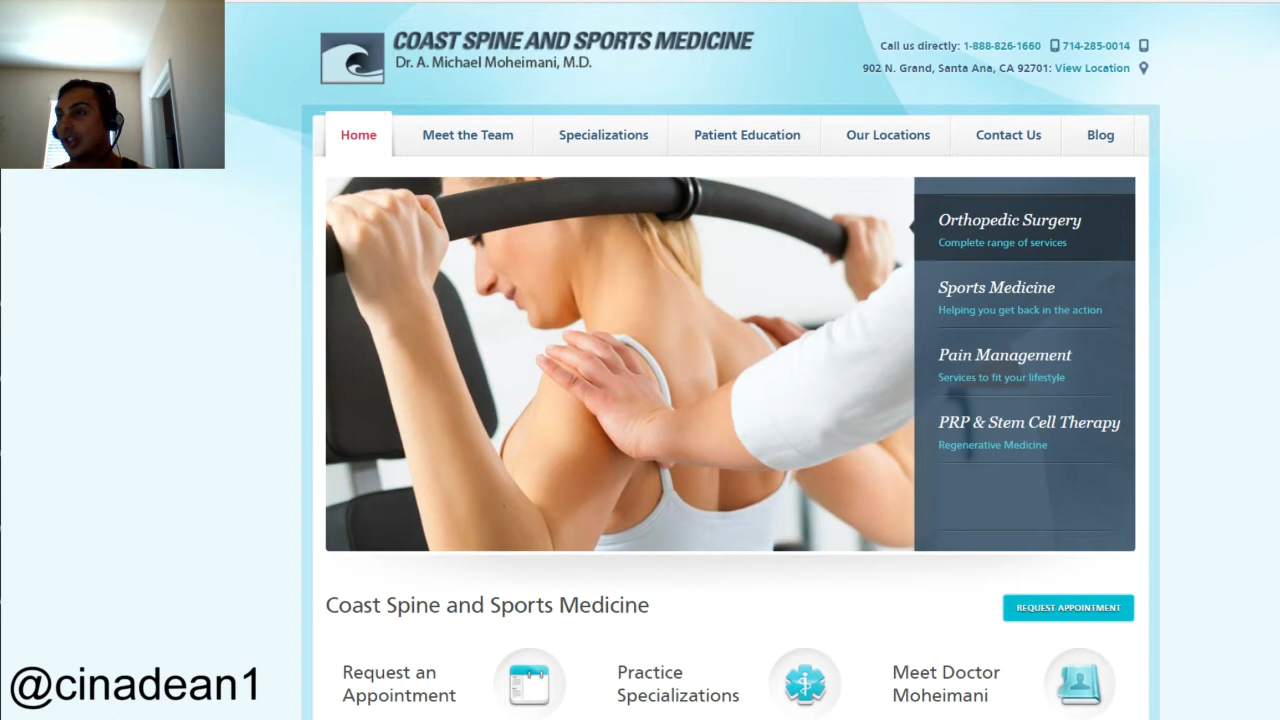 COAST SPINE AND SPORTS MEDICINE
Dr. A. Michael Moheimani, M.D.
Call us directly: 1-888-826-1660 714-285-0014
902 N. Grand, Santa Ana, CA 92701: View Location
Home Meet the Team Specializations Patient Education Our Locations Contact Us Blog
Orthopedic Surgery
Complete range of services
Sports Medicine
Helping you get back in the action
Pain Management
Services to fit your lifestyle
PRP & Stem Cell Therapy
Regenerative Medicine
Coast Spine and Sports Medicine
REQUEST APPOINTMENT
Request an
Appointment
Practice
Specializations
Meet Doctor
Moheimani
@cinadean1